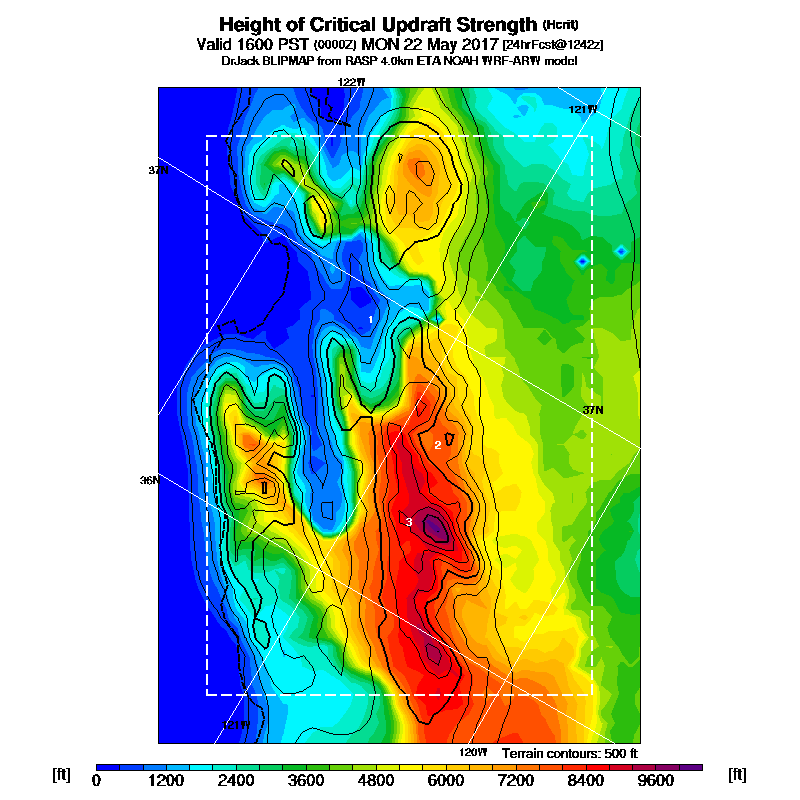 Height of Critical Updraft Strength (Hcrit)
Valid 1600 PST (0000Z) MON 22 May 2017 [24hrFcst@1242z]
DrJack BLIPMAP from RASP 4.0km ETA NOAH WRF-ARW model
122W
121W
37N
1
37N
2
36N
3
121W
120W
Terrain contours: 500 ft
[ft] 0 1200 2400 3600 4800 6000 7200 8400 9600 [ft]